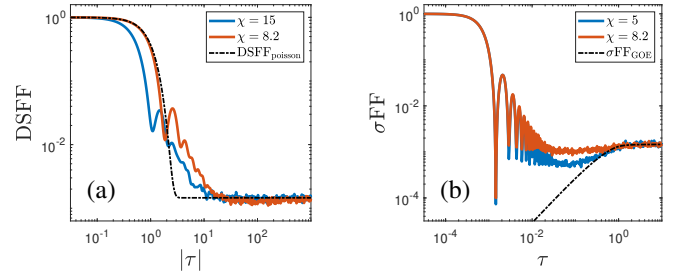 10^0
10^-2
DSFF
χ = 15
χ = 8.2
DSFF_poisson
(a)
10^-1 10^0 10^1 10^2
|τ|
10^0
10^-2
10^-4
σFF
χ = 5
χ = 8.2
σFF_GOE
(b)
10^-4 10^-2 10^0
τ